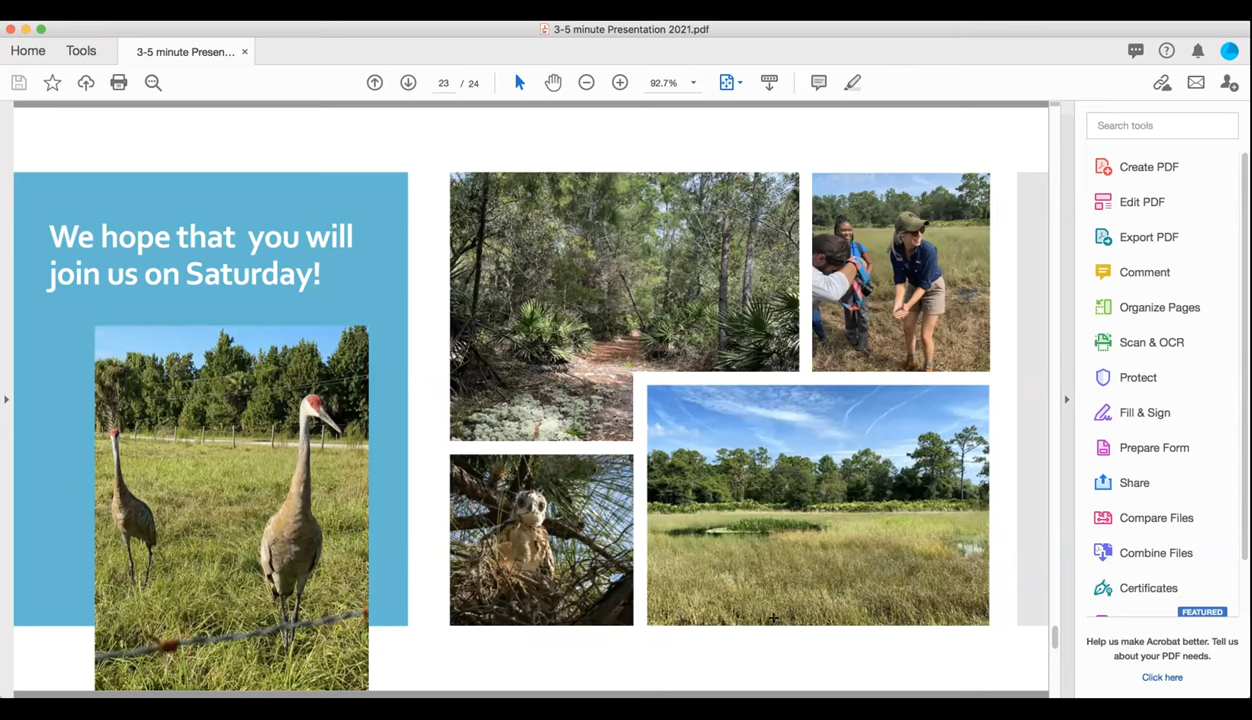 3-5 minute Presentation 2021.pdf
Home
Tools
3-5 minute Presen... ×
23 / 24
92.7%
We hope that you will
join us on Saturday!
Search tools
Create PDF
Edit PDF
Export PDF
Comment
Organize Pages
Scan & OCR
Protect
Fill & Sign
Prepare Form
Share
Compare Files
Combine Files
Certificates
FEATURED
Help us make Acrobat better. Tell us
about your PDF needs.
Click here